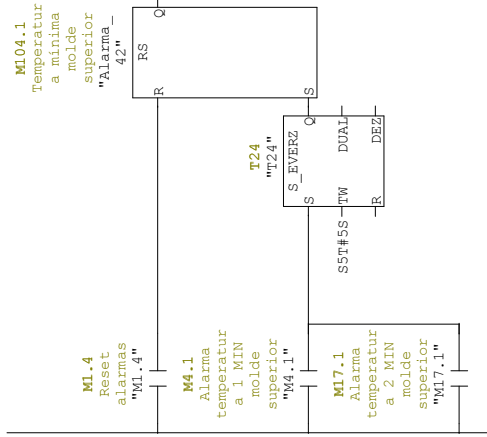 M104.1
Temperatur
a mínima
molde
superior
"Alarma_
42"
RS
R
Q
S
T24
"T24"
S_EVERZ
S
Q
TW
DUAL
R
DEZ
S5T#5S
M1.4
Reset
alarmas
"M1.4"
M4.1
Alarma
temperatur
a 1 MIN
molde
superior
"M4.1"
M17.1
Alarma
temperatur
a 2 MIN
molde
superior
"M17.1"